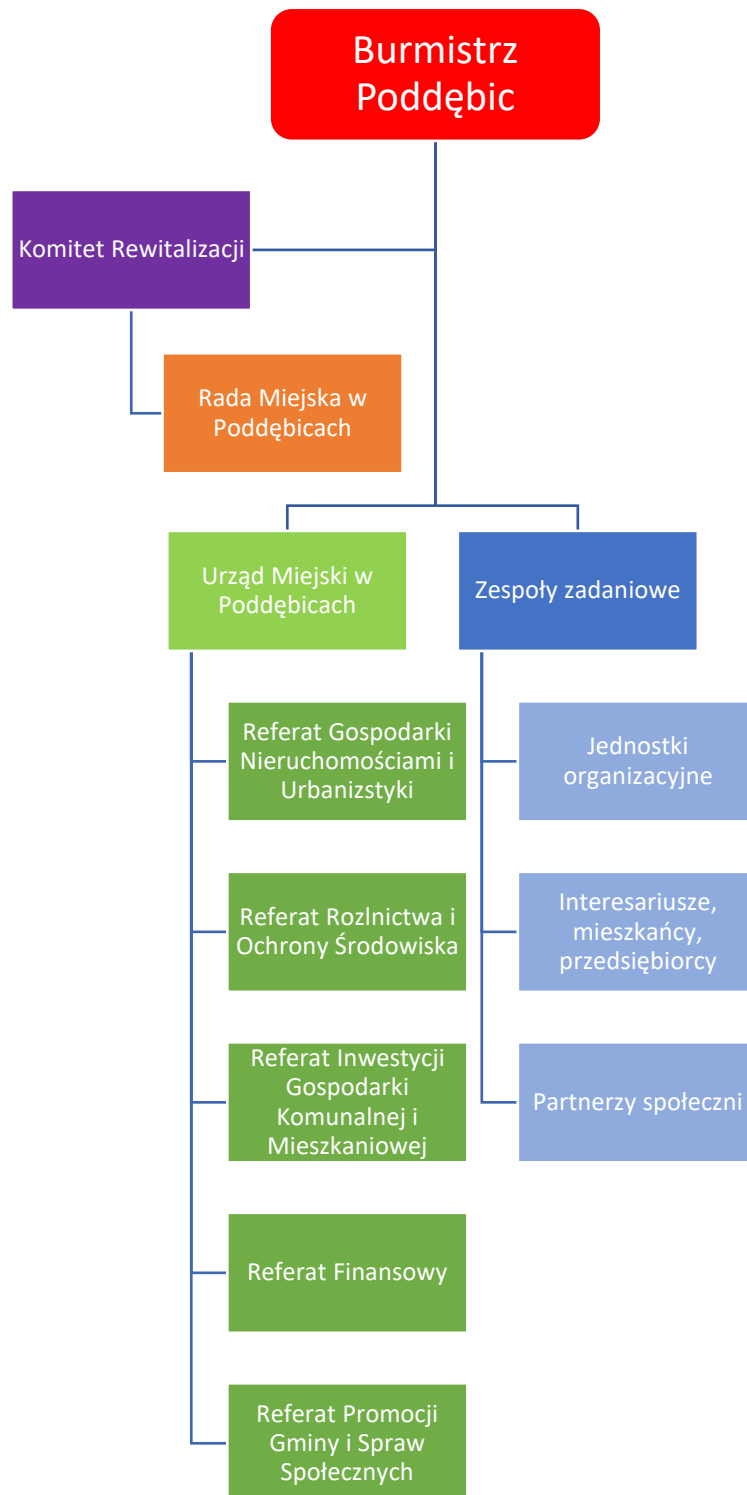 Burmistrz
Poddębic
Komitet Rewitalizacji
Rada Miejska w
Poddębicach
Urząd Miejski w
Poddębicach
Zespoły zadaniowe
Referat Gospodarki
Nieruchomościami i
Urbanizstyki
Jednostki
organizacyjne
Referat Rozlnictwa i
Ochrony Środowiska
Interesariusze,
mieszkańcy,
przedsiębiorcy
Referat Inwestycji
Gospodarki
Komunalnej i
Mieszkaniowej
Partnerzy społeczni
Referat Finansowy
Referat Promocji
Gminy i Spraw
Społecznych